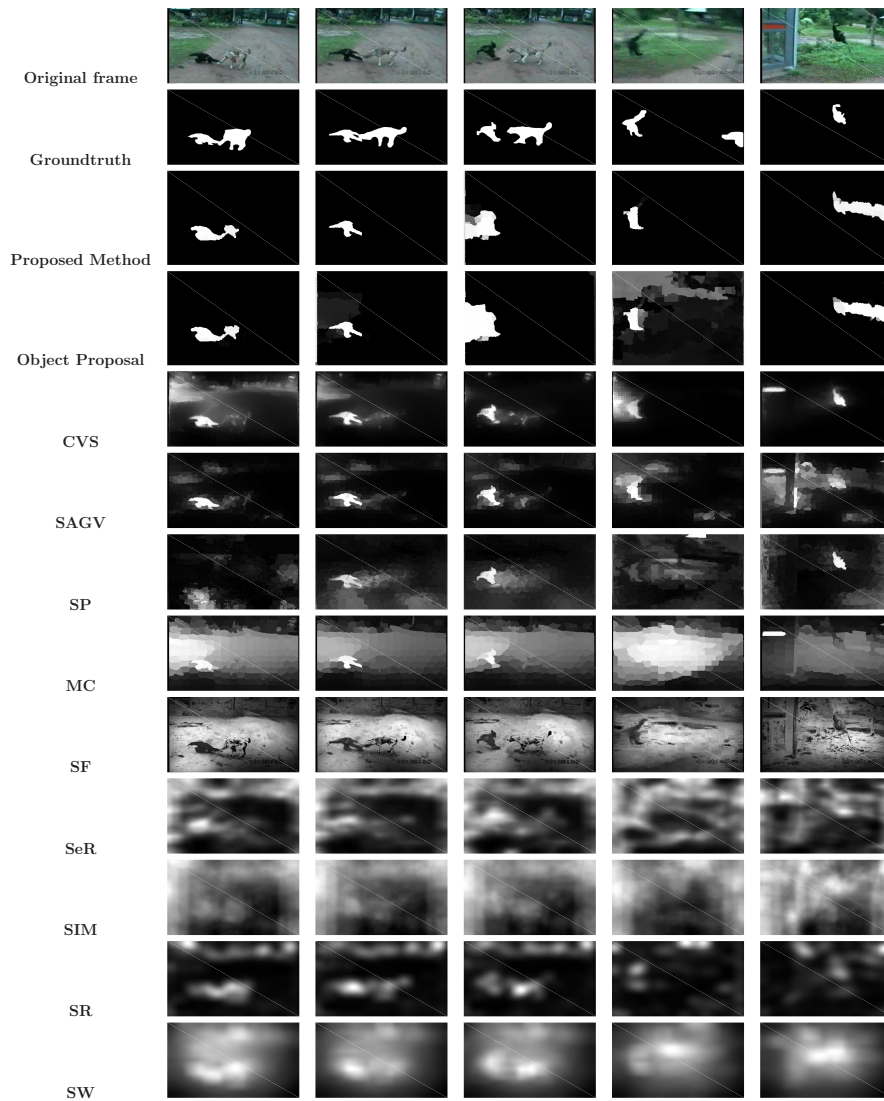 Original frame
Groundtruth
Proposed Method
Object Proposal
CVS
SAGV
SP
MC
SF
SeR
SIM
SR
SW